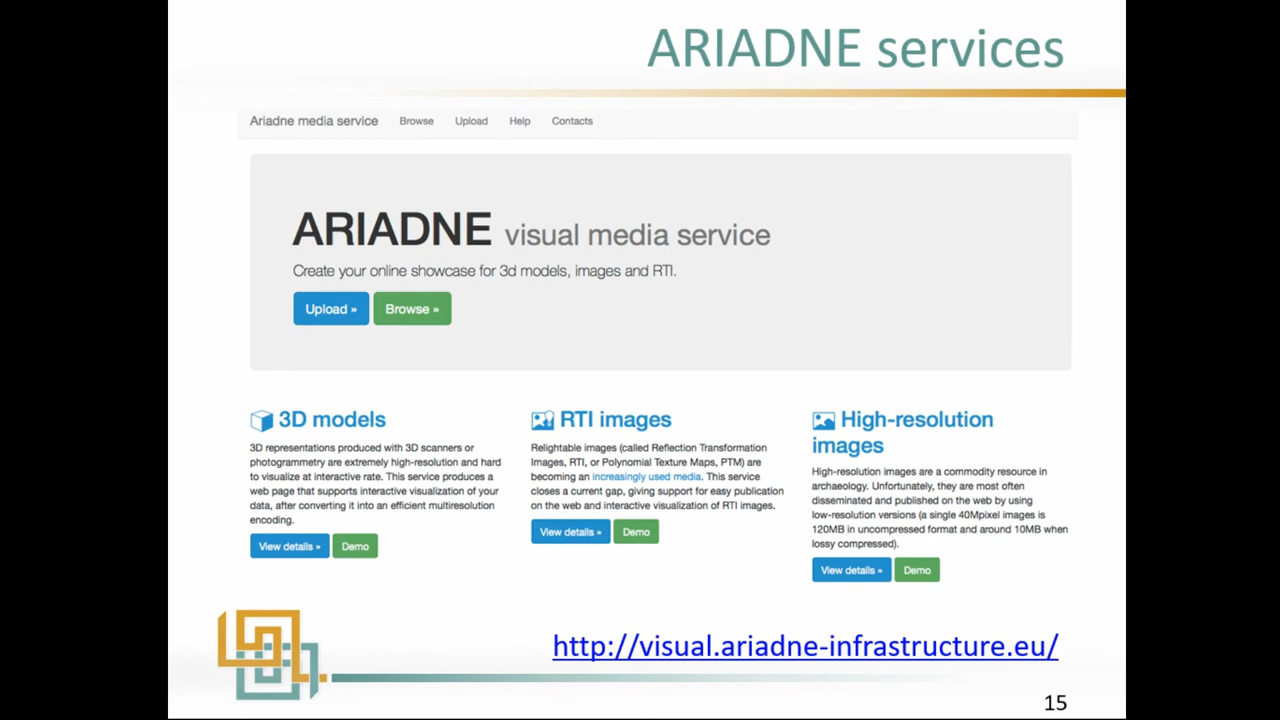 ARIADNE services
Ariadne media service Browse Upload Help Contacts
ARIADNE visual media service
Create your online showcase for 3d models, images and RTI.
Upload » Browse »
3D models
3D representations produced with 3D scanners or
photogrammetry are extremely high-resolution and hard
to visualize at interactive rate. This service produces a
web page that supports interactive visualization of your
data, after converting it into an efficient multiresolution
encoding.
View details » Demo
RTI images
Relightable images (called Reflection Transformation
Images, RTI, or Polynomial Texture Maps, PTM) are
becoming an increasingly used media. This service
closes a current gap, giving support for easy publication
on the web and interactive visualization of RTI images.
View details » Demo
High-resolution
images
High-resolution images are a commodity resource in
archaeology. Unfortunately, they are most often
disseminated and published on the web by using
low-resolution versions (a single 40Mpixel images is
120MB in uncompressed format and around 10MB when
lossy compressed).
View details » Demo
http://visual.ariadne-infrastructure.eu/
15